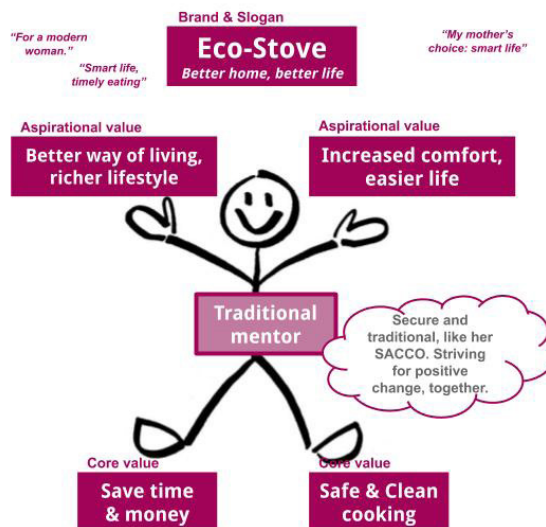 Brand & Slogan
Eco-Stove
Better home, better life
“For a modern
woman.”
“Smart life,
timely eating”
“My mother’s
choice: smart life”
Aspirational value
Better way of living,
richer lifestyle
Aspirational value
Increased comfort,
easier life
Traditional
mentor
Secure and
traditional, like her
SACCO. Striving
for positive
change, together.
Core value
Save time
& money
Core value
Safe & Clean
cooking